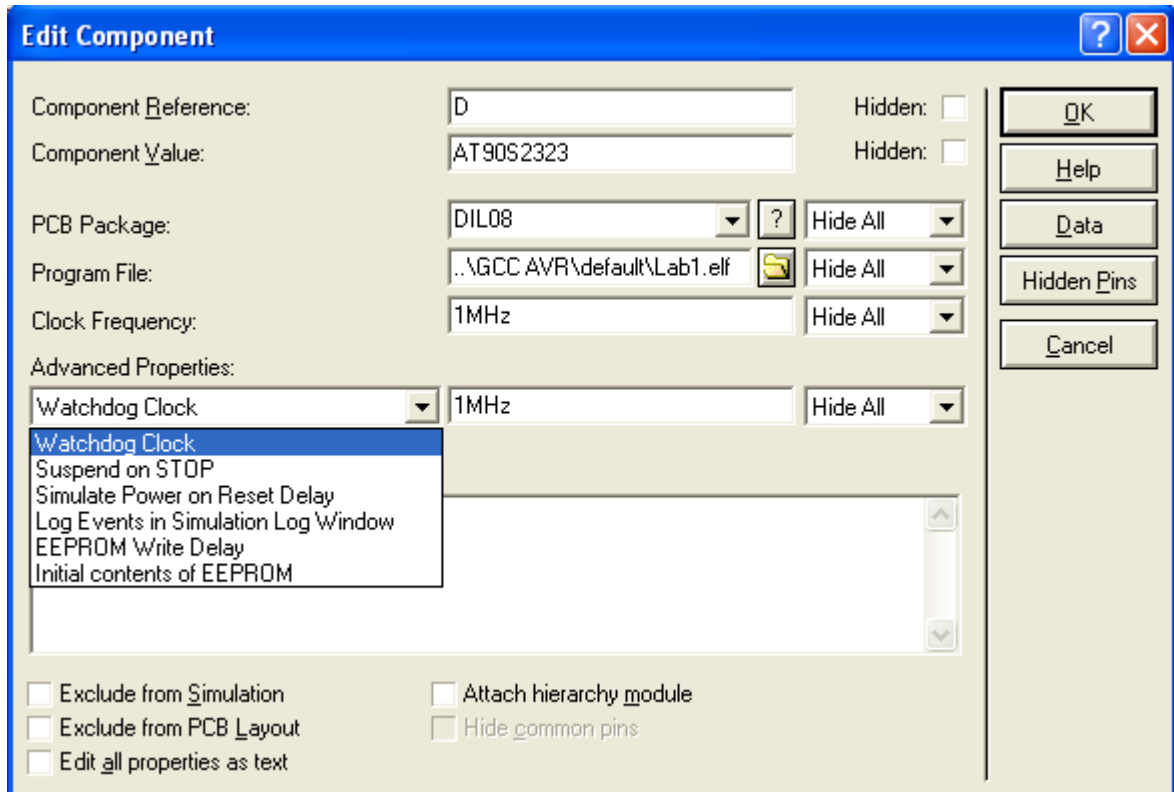 Edit Component
Component Reference: D Hidden: OK
Component Value: AT90S2323 Hidden:
Help
PCB Package: DIL08 ? Hide All Data
Program File: ..\GCC AVR\default\Lab1.elf Hide All Hidden Pins
Clock Frequency: 1MHz Hide All
Cancel
Advanced Properties:
Watchdog Clock 1MHz Hide All
Watchdog Clock
Suspend on STOP
Simulate Power on Reset Delay
Log Events in Simulation Log Window
EEPROM Write Delay
Initial contents of EEPROM
Exclude from Simulation Attach hierarchy module
Exclude from PCB Layout Hide common pins
Edit all properties as text